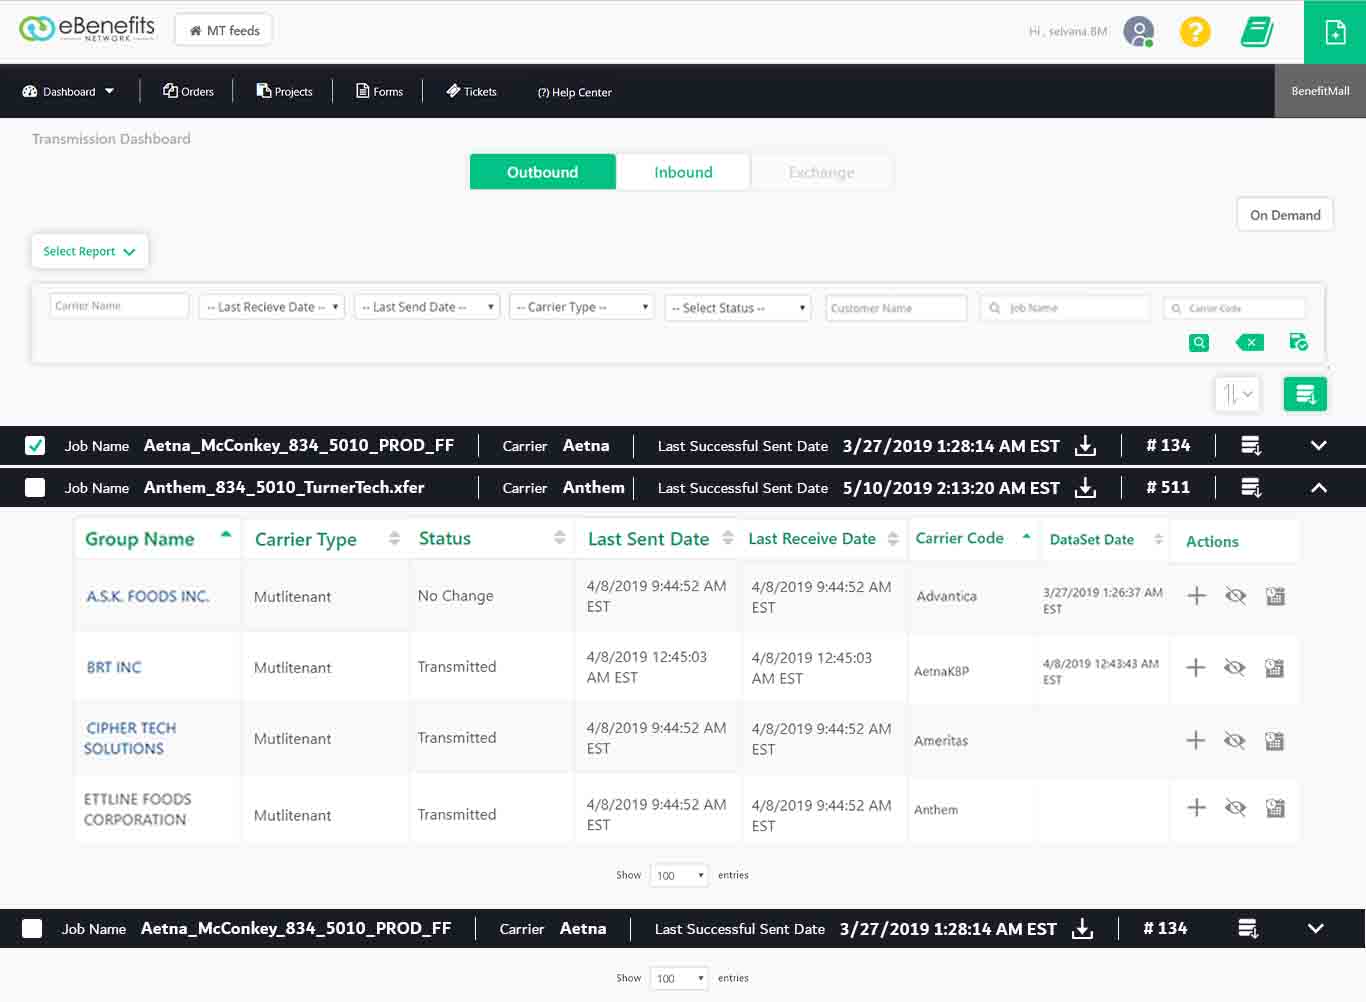 eBenefits
NETWORK
MT feeds
Hi , selvana.BM
Dashboard
Orders
Projects
Forms
Tickets
(?) Help Center
BenefitMall
Transmission Dashboard
Outbound
Inbound
Exchange
On Demand
Select Report
Carrier Name
-- Last Recieve Date --
-- Last Send Date --
-- Carrier Type --
-- Select Status --
Customer Name
Job Name
Carrier Code
Job Name Aetna_McConkey_834_5010_PROD_FF Carrier Aetna Last Successful Sent Date 3/27/2019 1:28:14 AM EST # 134
Job Name Anthem_834_5010_TurnerTech.xfer Carrier Anthem Last Successful Sent Date 5/10/2019 2:13:20 AM EST # 511
Group Name Carrier Type Status Last Sent Date Last Receive Date Carrier Code DataSet Date Actions
A.S.K. FOODS INC. Mutlitenant No Change 4/8/2019 9:44:52 AM EST 4/8/2019 9:44:52 AM EST Advantica 3/27/2019 1:26:37 AM EST
BRT INC Mutlitenant Transmitted 4/8/2019 12:45:03 AM EST 4/8/2019 12:45:03 AM EST AetnaKBP 4/8/2019 12:43:43 AM EST
CIPHER TECH SOLUTIONS Mutlitenant Transmitted 4/8/2019 9:44:52 AM EST 4/8/2019 9:44:52 AM EST Ameritas
ETTLINE FOODS CORPORATION Mutlitenant Transmitted 4/8/2019 9:44:52 AM EST 4/8/2019 9:44:52 AM EST Anthem
Show 100 entries
Job Name Aetna_McConkey_834_5010_PROD_FF Carrier Aetna Last Successful Sent Date 3/27/2019 1:28:14 AM EST # 134
Show 100 entries